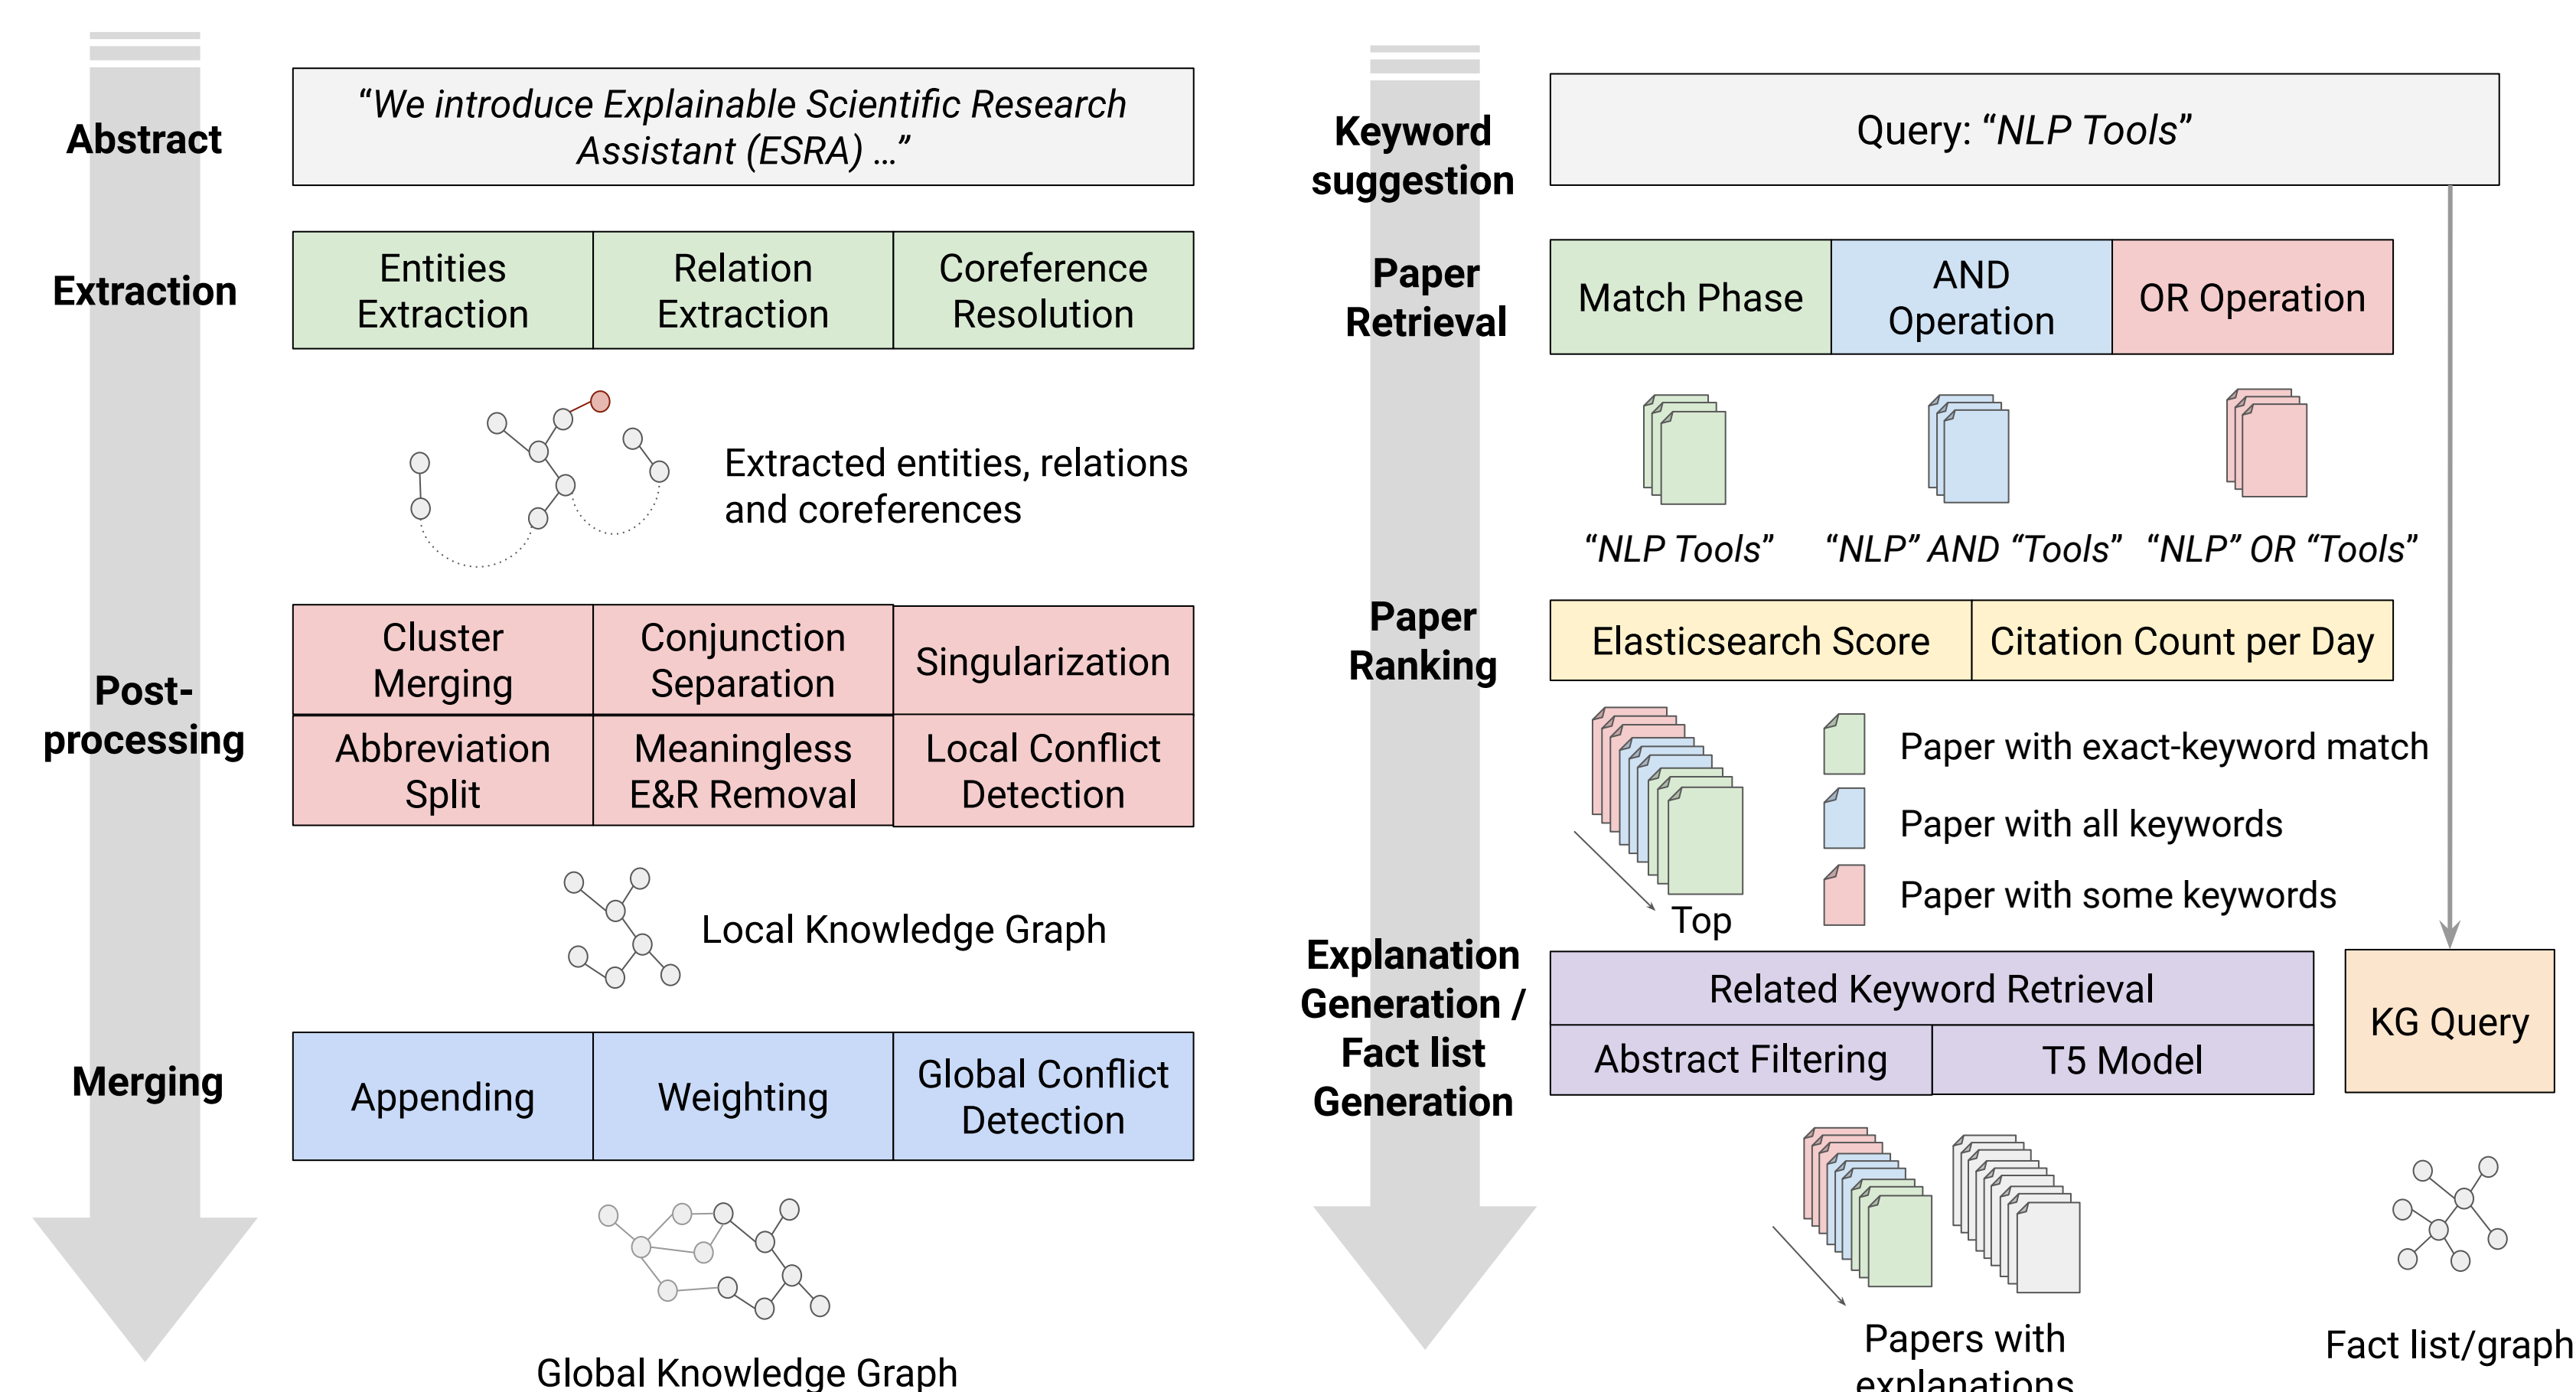 Abstract
“We introduce Explainable Scientific Research
Assistant (ESRA) …”
Extraction
Entities
Extraction
Relation
Extraction
Coreference
Resolution
Extracted entities, relations
and coreferences
Post-
processing
Cluster
Merging
Conjunction
Separation
Singularization
Abbreviation
Split
Meaningless
E&R Removal
Local Conflict
Detection
Local Knowledge Graph
Merging
Appending
Weighting
Global Conflict
Detection
Global Knowledge Graph
Keyword
suggestion
Query: “NLP Tools”
Paper
Retrieval
Match Phase
AND
Operation
OR Operation
“NLP Tools”
“NLP” AND “Tools”
“NLP” OR “Tools”
Paper
Ranking
Elasticsearch Score
Citation Count per Day
Paper with exact-keyword match
Paper with all keywords
Paper with some keywords
Top
Explanation
Generation /
Fact list
Generation
Related Keyword Retrieval
Abstract Filtering
T5 Model
KG Query
Papers with
explanations
Fact list/graph